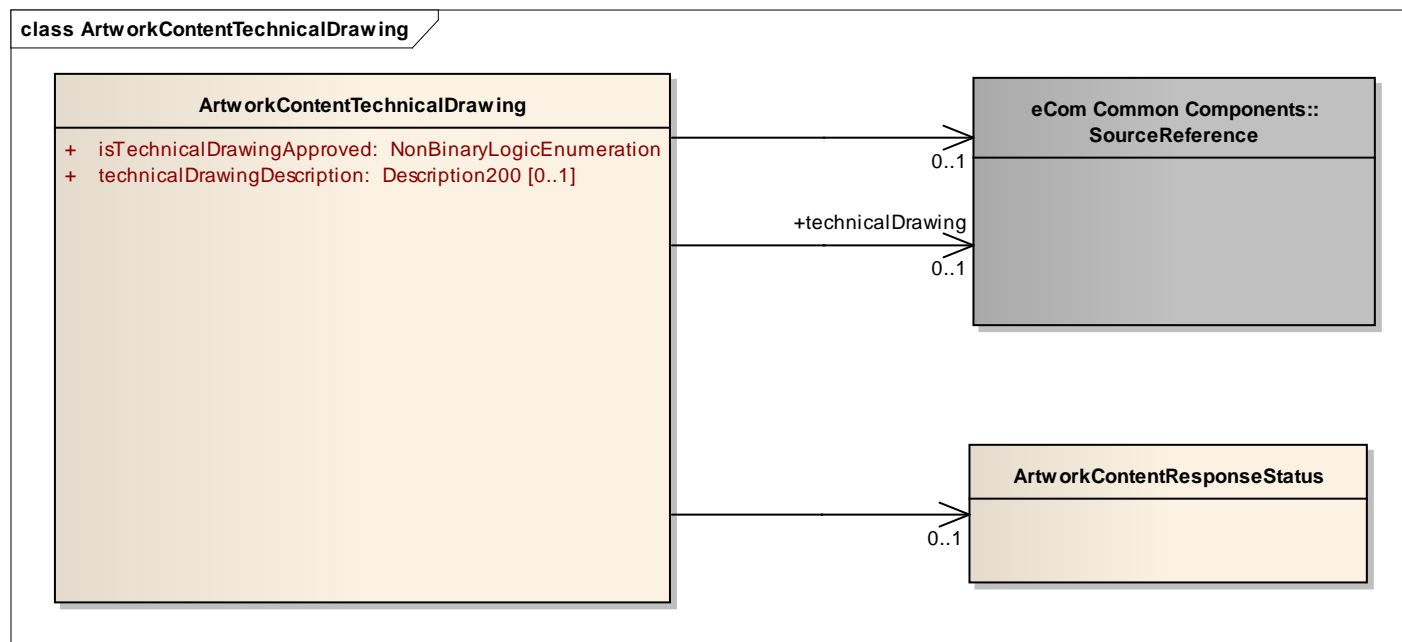 class ArtworkContentTechnicalDrawing
ArtworkContentTechnicalDrawing
+ isTechnicalDrawingApproved: NonBinaryLogicEnumeration
+ technicalDrawingDescription: Description200 [0..1]
eCom Common Components::
SourceReference
0..1
+technicalDrawing
0..1
ArtworkContentResponseStatus
0..1